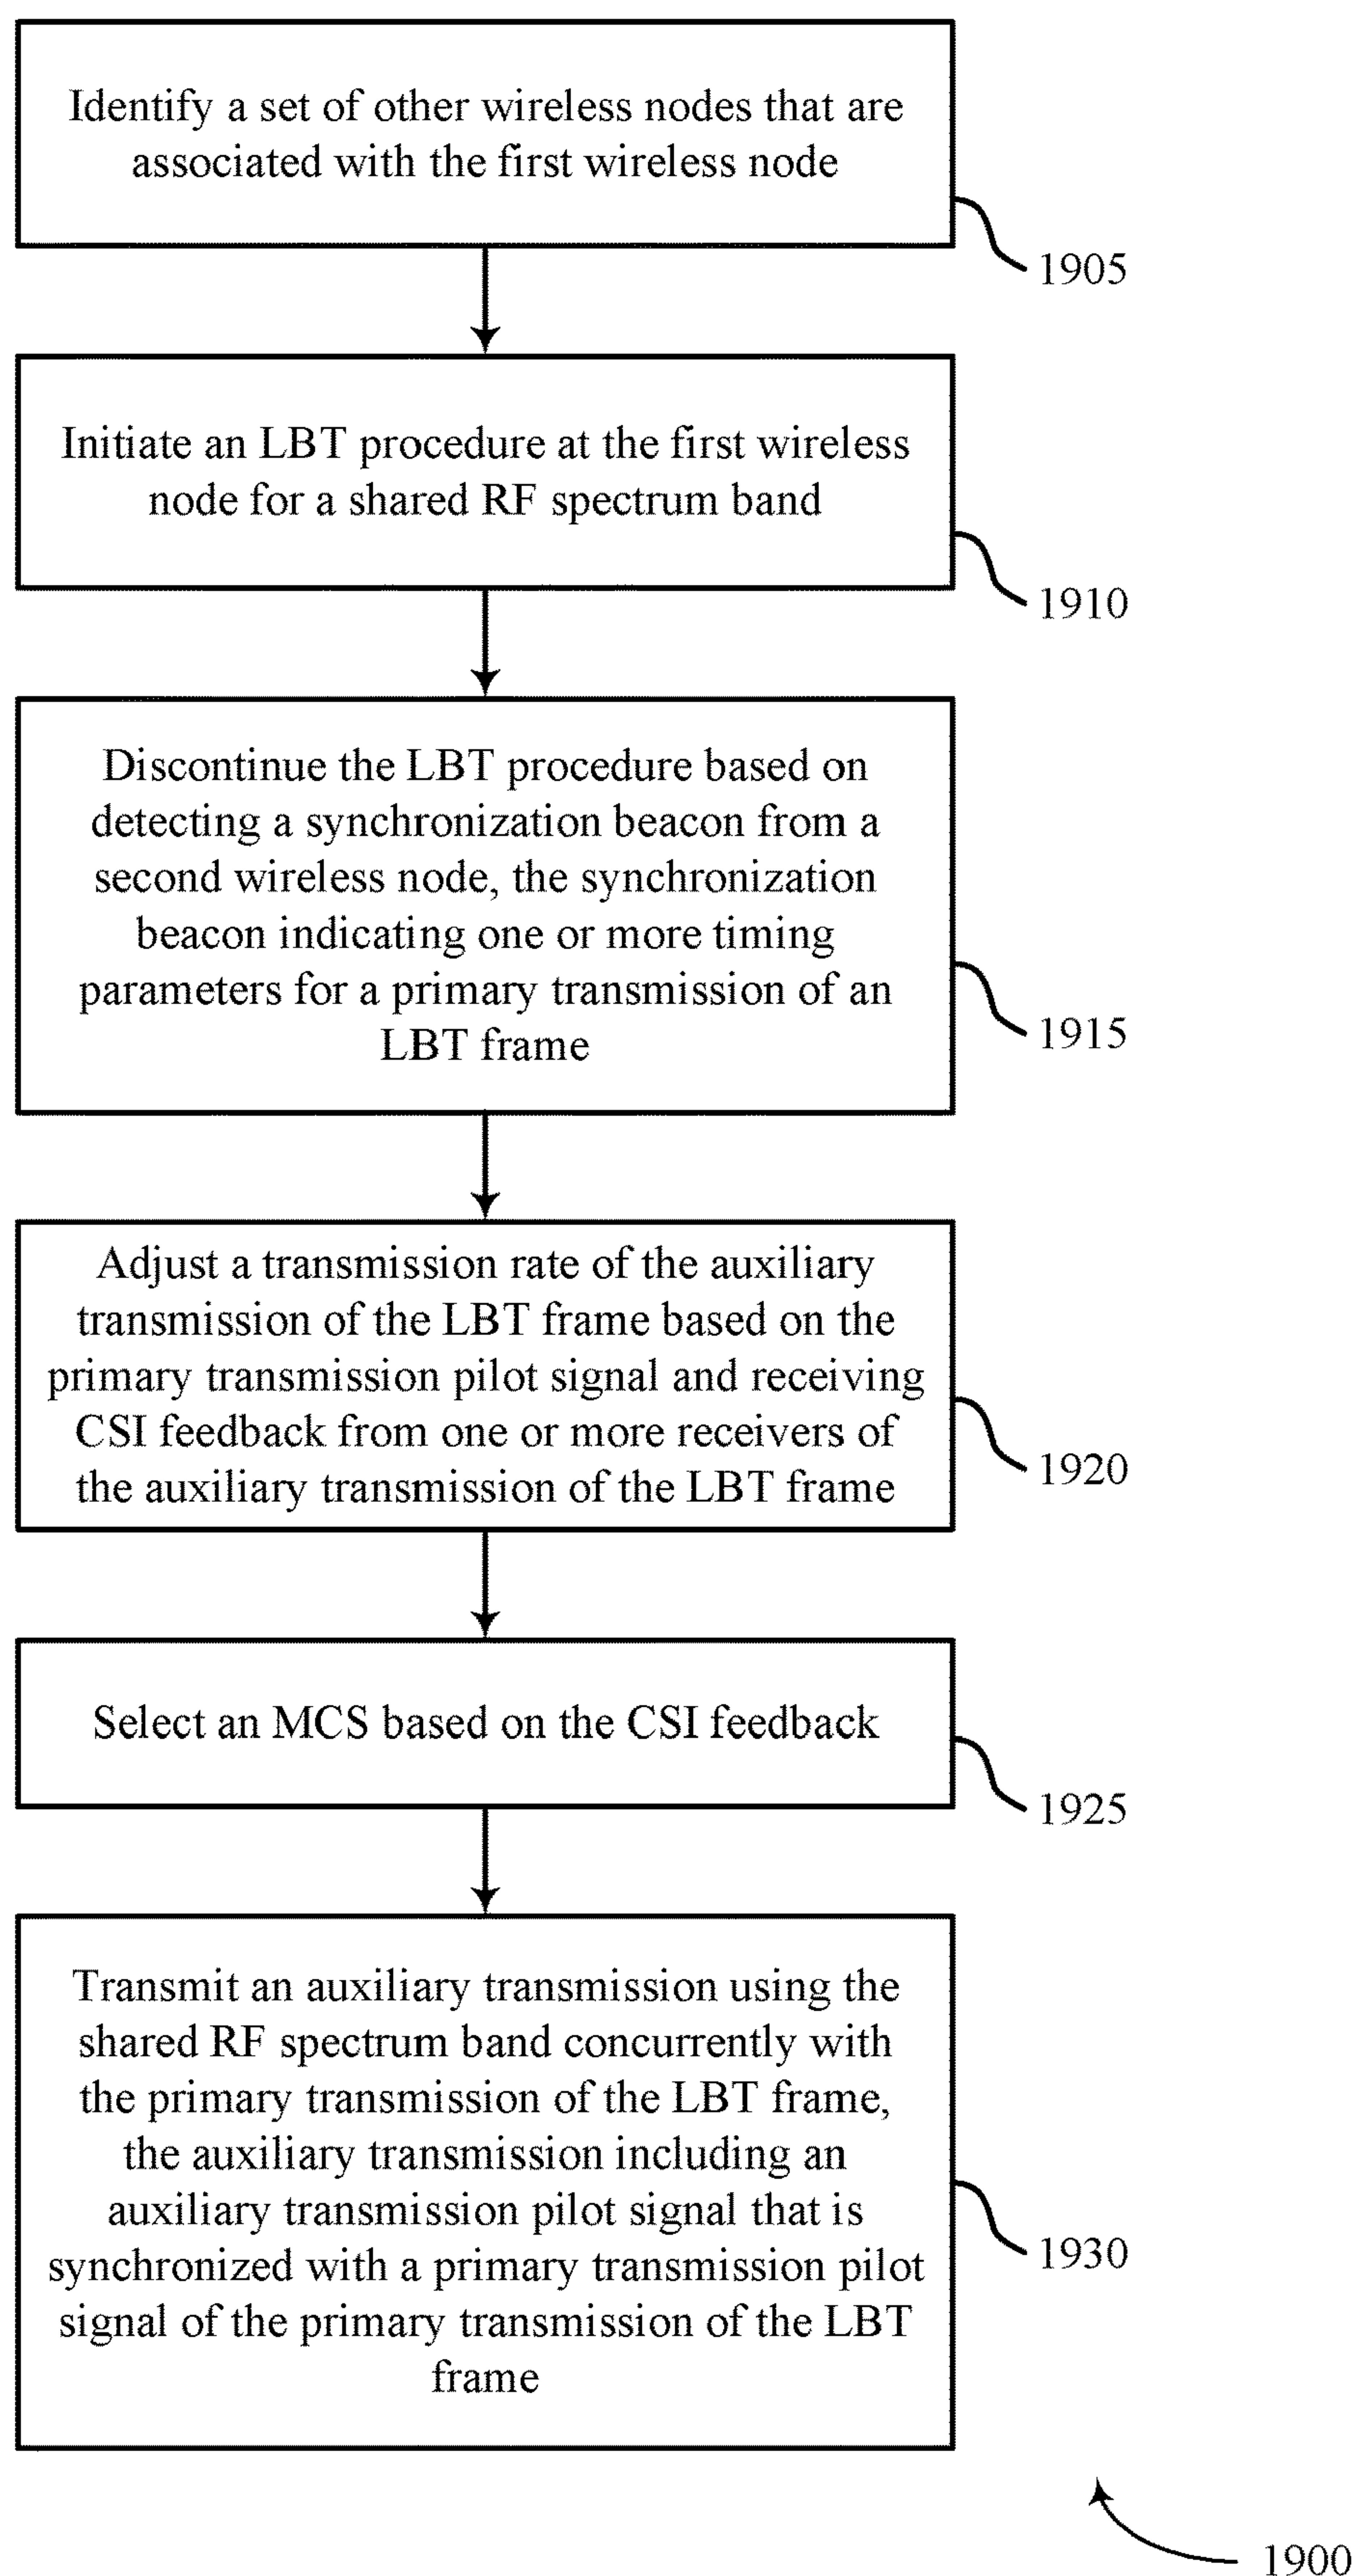 Identify a set of other wireless nodes that are
associated with the first wireless node
1905
Initiate an LBT procedure at the first wireless
node for a shared RF spectrum band
1910
Discontinue the LBT procedure based on
detecting a synchronization beacon from a
second wireless node, the synchronization
beacon indicating one or more timing
parameters for a primary transmission of an
LBT frame
1915
Adjust a transmission rate of the auxiliary
transmission of the LBT frame based on the
primary transmission pilot signal and receiving
CSI feedback from one or more receivers of
the auxiliary transmission of the LBT frame
1920
Select an MCS based on the CSI feedback
1925
Transmit an auxiliary transmission using the
shared RF spectrum band concurrently with
the primary transmission of the LBT frame,
the auxiliary transmission including an
auxiliary transmission pilot signal that is
synchronized with a primary transmission pilot
signal of the primary transmission of the LBT
frame
1930
1900